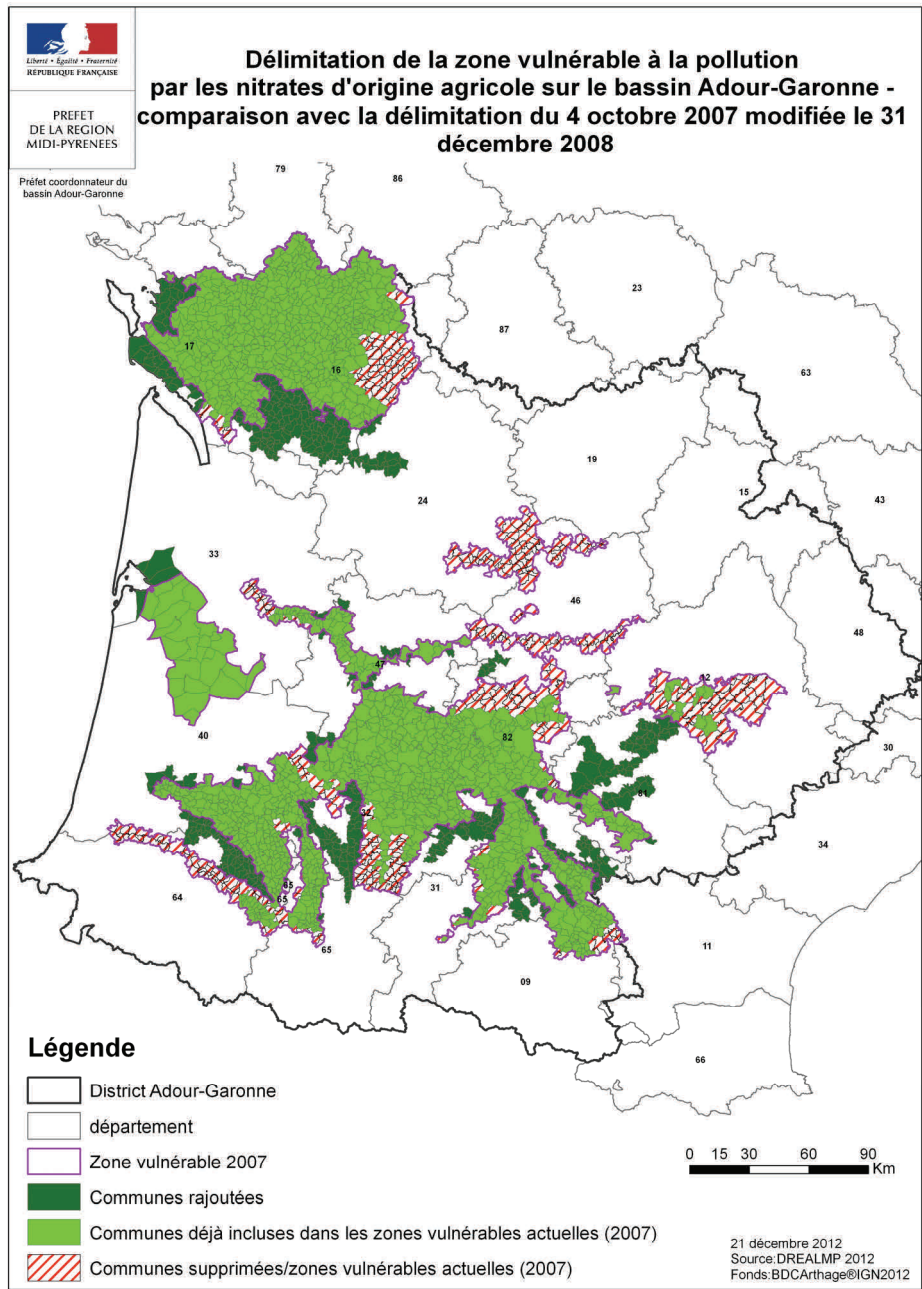 Liberté • Égalité • Fraternité
RÉPUBLIQUE FRANÇAISE
PREFET
DE LA REGION
MIDI-PYRENEES
Préfet coordonnateur du
bassin Adour-Garonne
Délimitation de la zone vulnérable à la pollution
par les nitrates d'origine agricole sur le bassin Adour-Garonne -
comparaison avec la délimitation du 4 octobre 2007 modifiée le 31
décembre 2008
79
86
23
87
17
16
63
19
15
43
24
33
46
48
47
12
82
40
30
81
32
34
31
65
64
65
65
11
09
66
Légende
District Adour-Garonne
département
Zone vulnérable 2007
Communes rajoutées
Communes déjà incluses dans les zones vulnérables actuelles (2007)
Communes supprimées/zones vulnérables actuelles (2007)
0 15 30 60 90
Km
21 décembre 2012
Source:DREALMP 2012
Fonds:BDCArthage®IGN2012